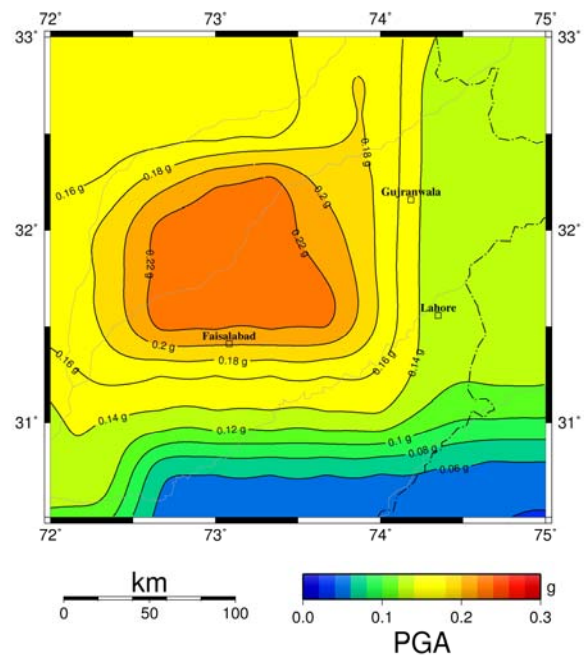 72° 73° 74° 75°
33° 33°
0.18 g
0.16 g
0.18 g
0.2 g
Gujranwala
32° 32°
0.22 g
0.22 g
Lahore
Faisalabad
0.2 g
0.16 g
0.18 g
0.16 g
0.14 g
0.14 g
0.12 g
31° 31°
0.1 g
0.08 g
0.06 g
72° 73° 74° 75°
km
0 50 100
g
0.0 0.1 0.2 0.3
PGA